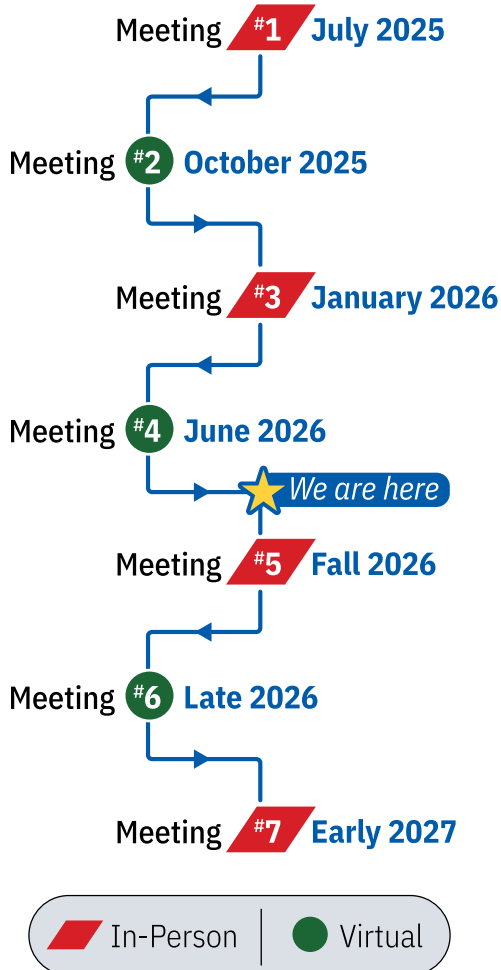 Meeting #1 July 2025
Meeting #2 October 2025
Meeting #3 January 2026
Meeting #4 June 2026
We are here
Meeting #5 Fall 2026
Meeting #6 Late 2026
Meeting #7 Early 2027
In-Person | Virtual